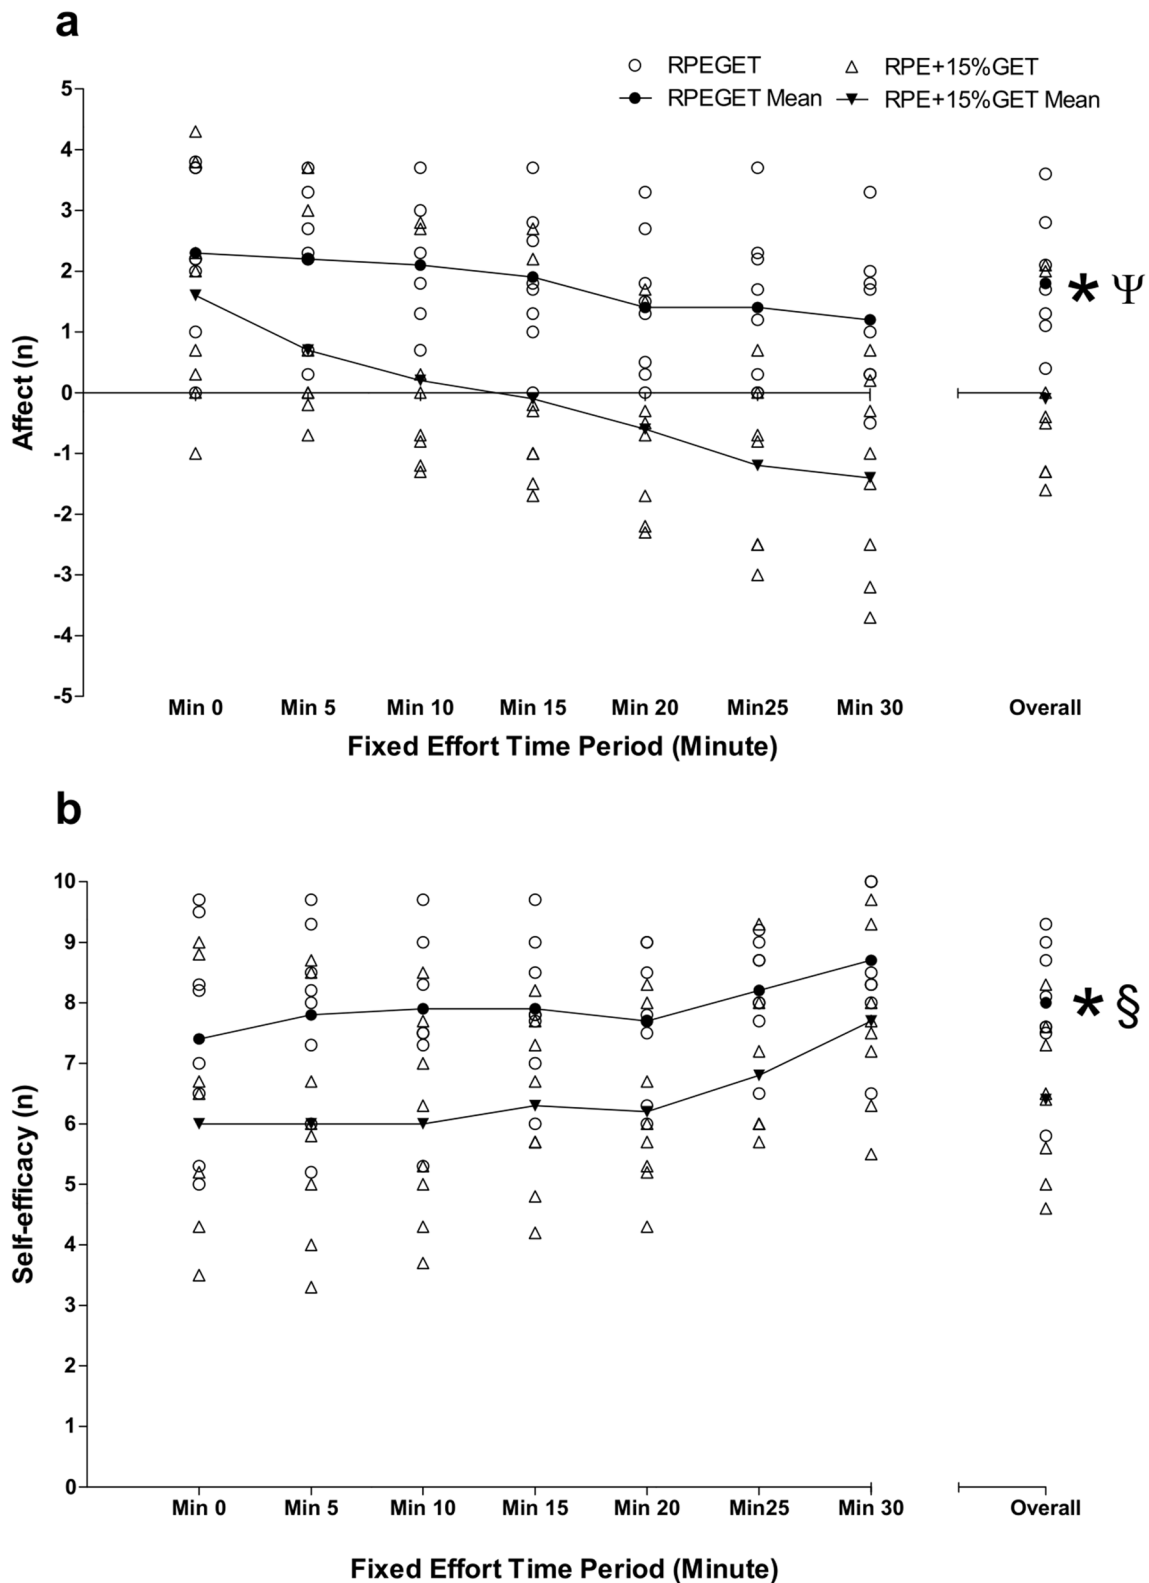 a
RPEGET RPE+15%GET
RPEGET Mean RPE+15%GET Mean
5
4
3
2
1
0
-1
-2
-3
-4
-5
Affect (n)
* Ψ
Min 0 Min 5 Min 10 Min 15 Min 20 Min25 Min 30 Overall
Fixed Effort Time Period (Minute)
b
10
9
8
7
6
5
4
3
2
1
0
Self-efficacy (n)
* §
Min 0 Min 5 Min 10 Min 15 Min 20 Min25 Min 30 Overall
Fixed Effort Time Period (Minute)